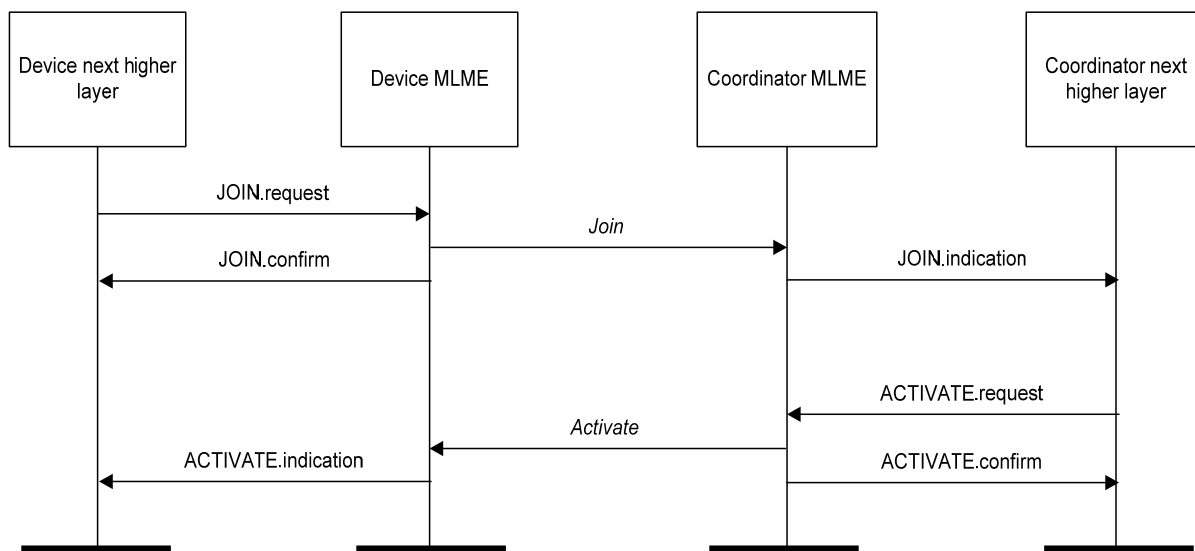 Device next higher
layer
Device MLME
Coordinator MLME
Coordinator next
higher layer
JOIN.request
Join
JOIN.confirm
JOIN.indication
ACTIVATE.request
Activate
ACTIVATE.indication
ACTIVATE.confirm